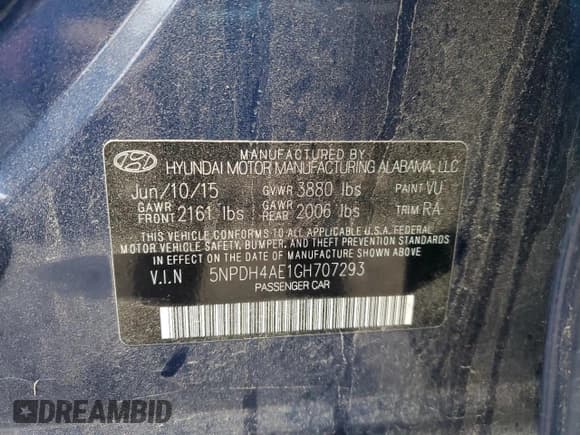 MANUFACTURED BY
HYUNDAI MOTOR MANUFACTURING ALABAMA, LLC
Jun/10/15 GVWR 3880 lbs PAINT VU
GAWR FRONT 2161 lbs GAWR REAR 2006 lbs TRIM RA
THIS VEHICLE CONFORMS TO ALL APPLICABLE U.S.A. FEDERAL
MOTOR VEHICLE SAFETY, BUMPER, AND THEFT PREVENTION STANDARDS
IN EFFECT ON THE DATE OF MANUFACTURE SHOWN ABOVE
V.I.N 5NPDH4AE1GH707293
PASSENGER CAR
DREAMBID